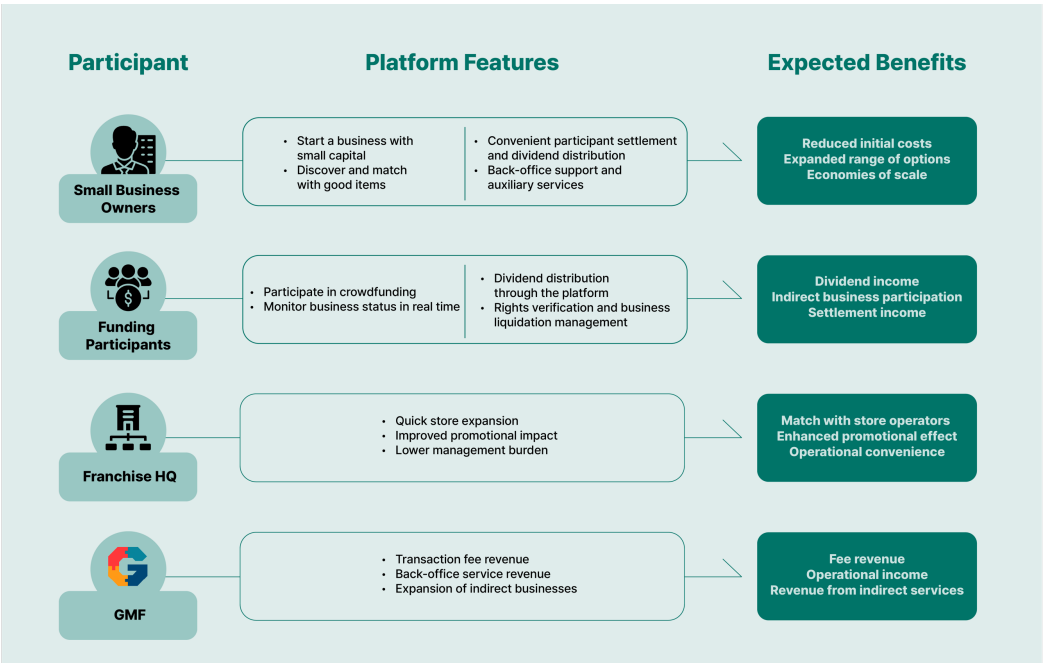 Participant
Platform Features
Expected Benefits
Small Business
Owners
• Start a business with
small capital
• Discover and match
with good items
• Convenient participant settlement
and dividend distribution
• Back-office support and
auxiliary services
Reduced initial costs
Expanded range of options
Economies of scale
Funding
Participants
• Participate in crowdfunding
• Monitor business status in real time
• Dividend distribution
through the platform
• Rights verification and business
liquidation management
Dividend income
Indirect business participation
Settlement income
Franchise HQ
• Quick store expansion
• Improved promotional impact
• Lower management burden
Match with store operators
Enhanced promotional effect
Operational convenience
G
GMF
• Transaction fee revenue
• Back-office service revenue
• Expansion of indirect businesses
Fee revenue
Operational income
Revenue from indirect services